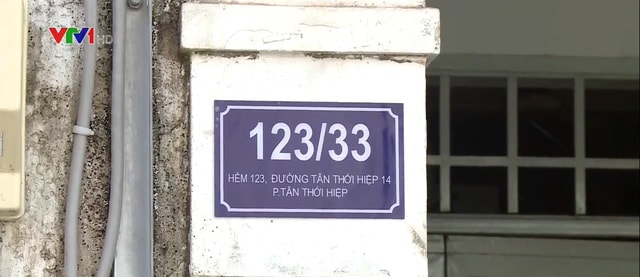 VTV1 HD
123/33
HẺM 123, ĐƯỜNG TÂN THỚI HIỆP 14
P.TÂN THỚI HIỆP